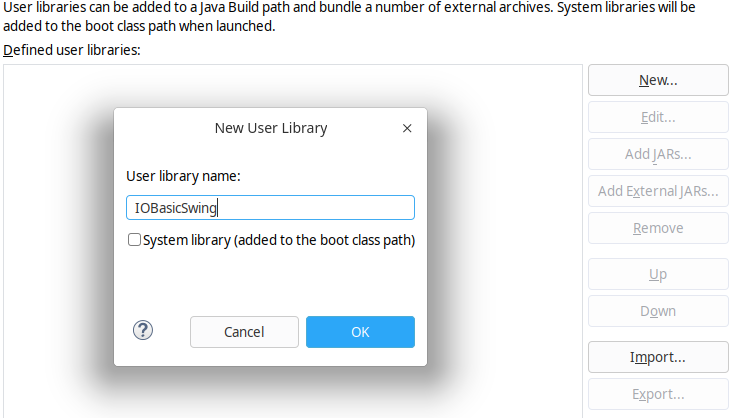 User libraries can be added to a Java Build path and bundle a number of external archives. System libraries will be
added to the boot class path when launched.
Defined user libraries:
New...
Edit...
Add JARs...
Add External JARs...
Remove
Up
Down
Import...
Export...
New User Library
×
User library name:
IOBasicSwing
System library (added to the boot class path)
?
Cancel
OK